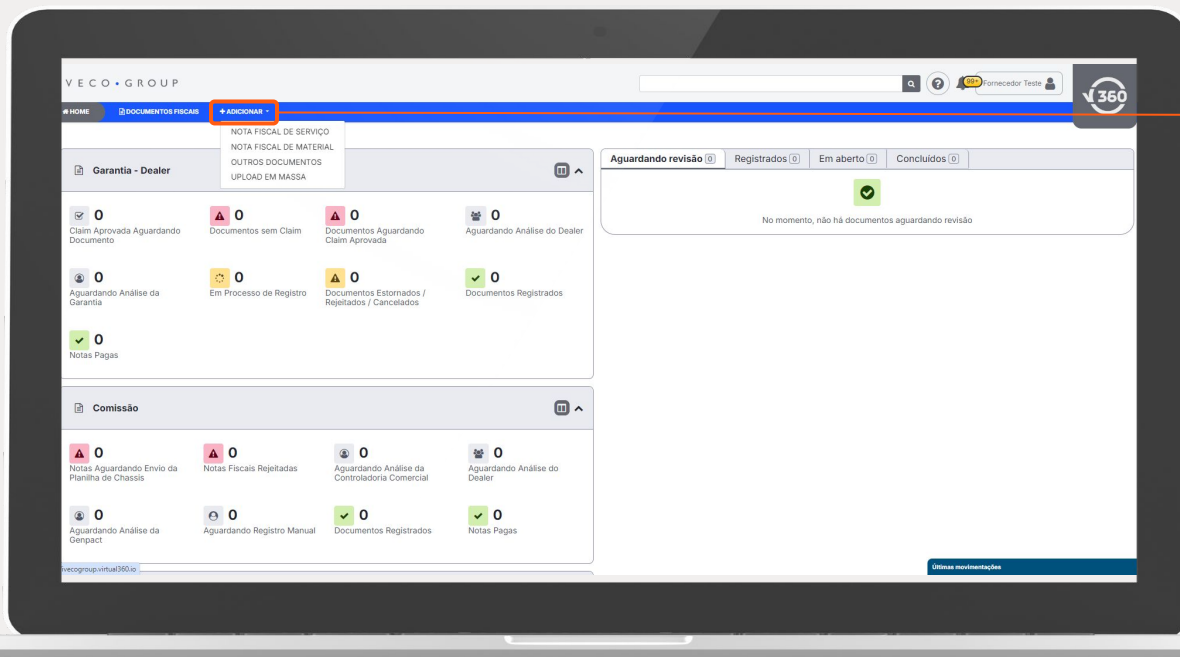 VECO•GROUP
99+
Fornecedor Teste
√360
HOME
DOCUMENTOS FISCAIS
+ ADICIONAR
NOTA FISCAL DE SERVIÇO
NOTA FISCAL DE MATERIAL
OUTROS DOCUMENTOS
UPLOAD EM MASSA
Garantia - Dealer
0
Claim Aprovada Aguardando
Documento
0
Documentos sem Claim
0
Documentos Aguardando
Claim Aprovada
0
Aguardando Análise do Dealer
0
Aguardando Análise da
Garantia
0
Em Processo de Registro
0
Documentos Estornados /
Rejeitados / Cancelados
0
Documentos Registrados
0
Notas Pagas
Comissão
0
Notas Aguardando Envio da
Planilha de Chassis
0
Notas Fiscais Rejeitadas
0
Aguardando Análise da
Controladoria Comercial
0
Aguardando Análise do
Dealer
0
Aguardando Análise da
Genpact
0
Aguardando Registro Manual
0
Documentos Registrados
0
Notas Pagas
ivecogroup.virtual360.io
Aguardando revisão 0
Registrados 0
Em aberto 0
Concluídos 0
No momento, não há documentos aguardando revisão
Últimas movimentações